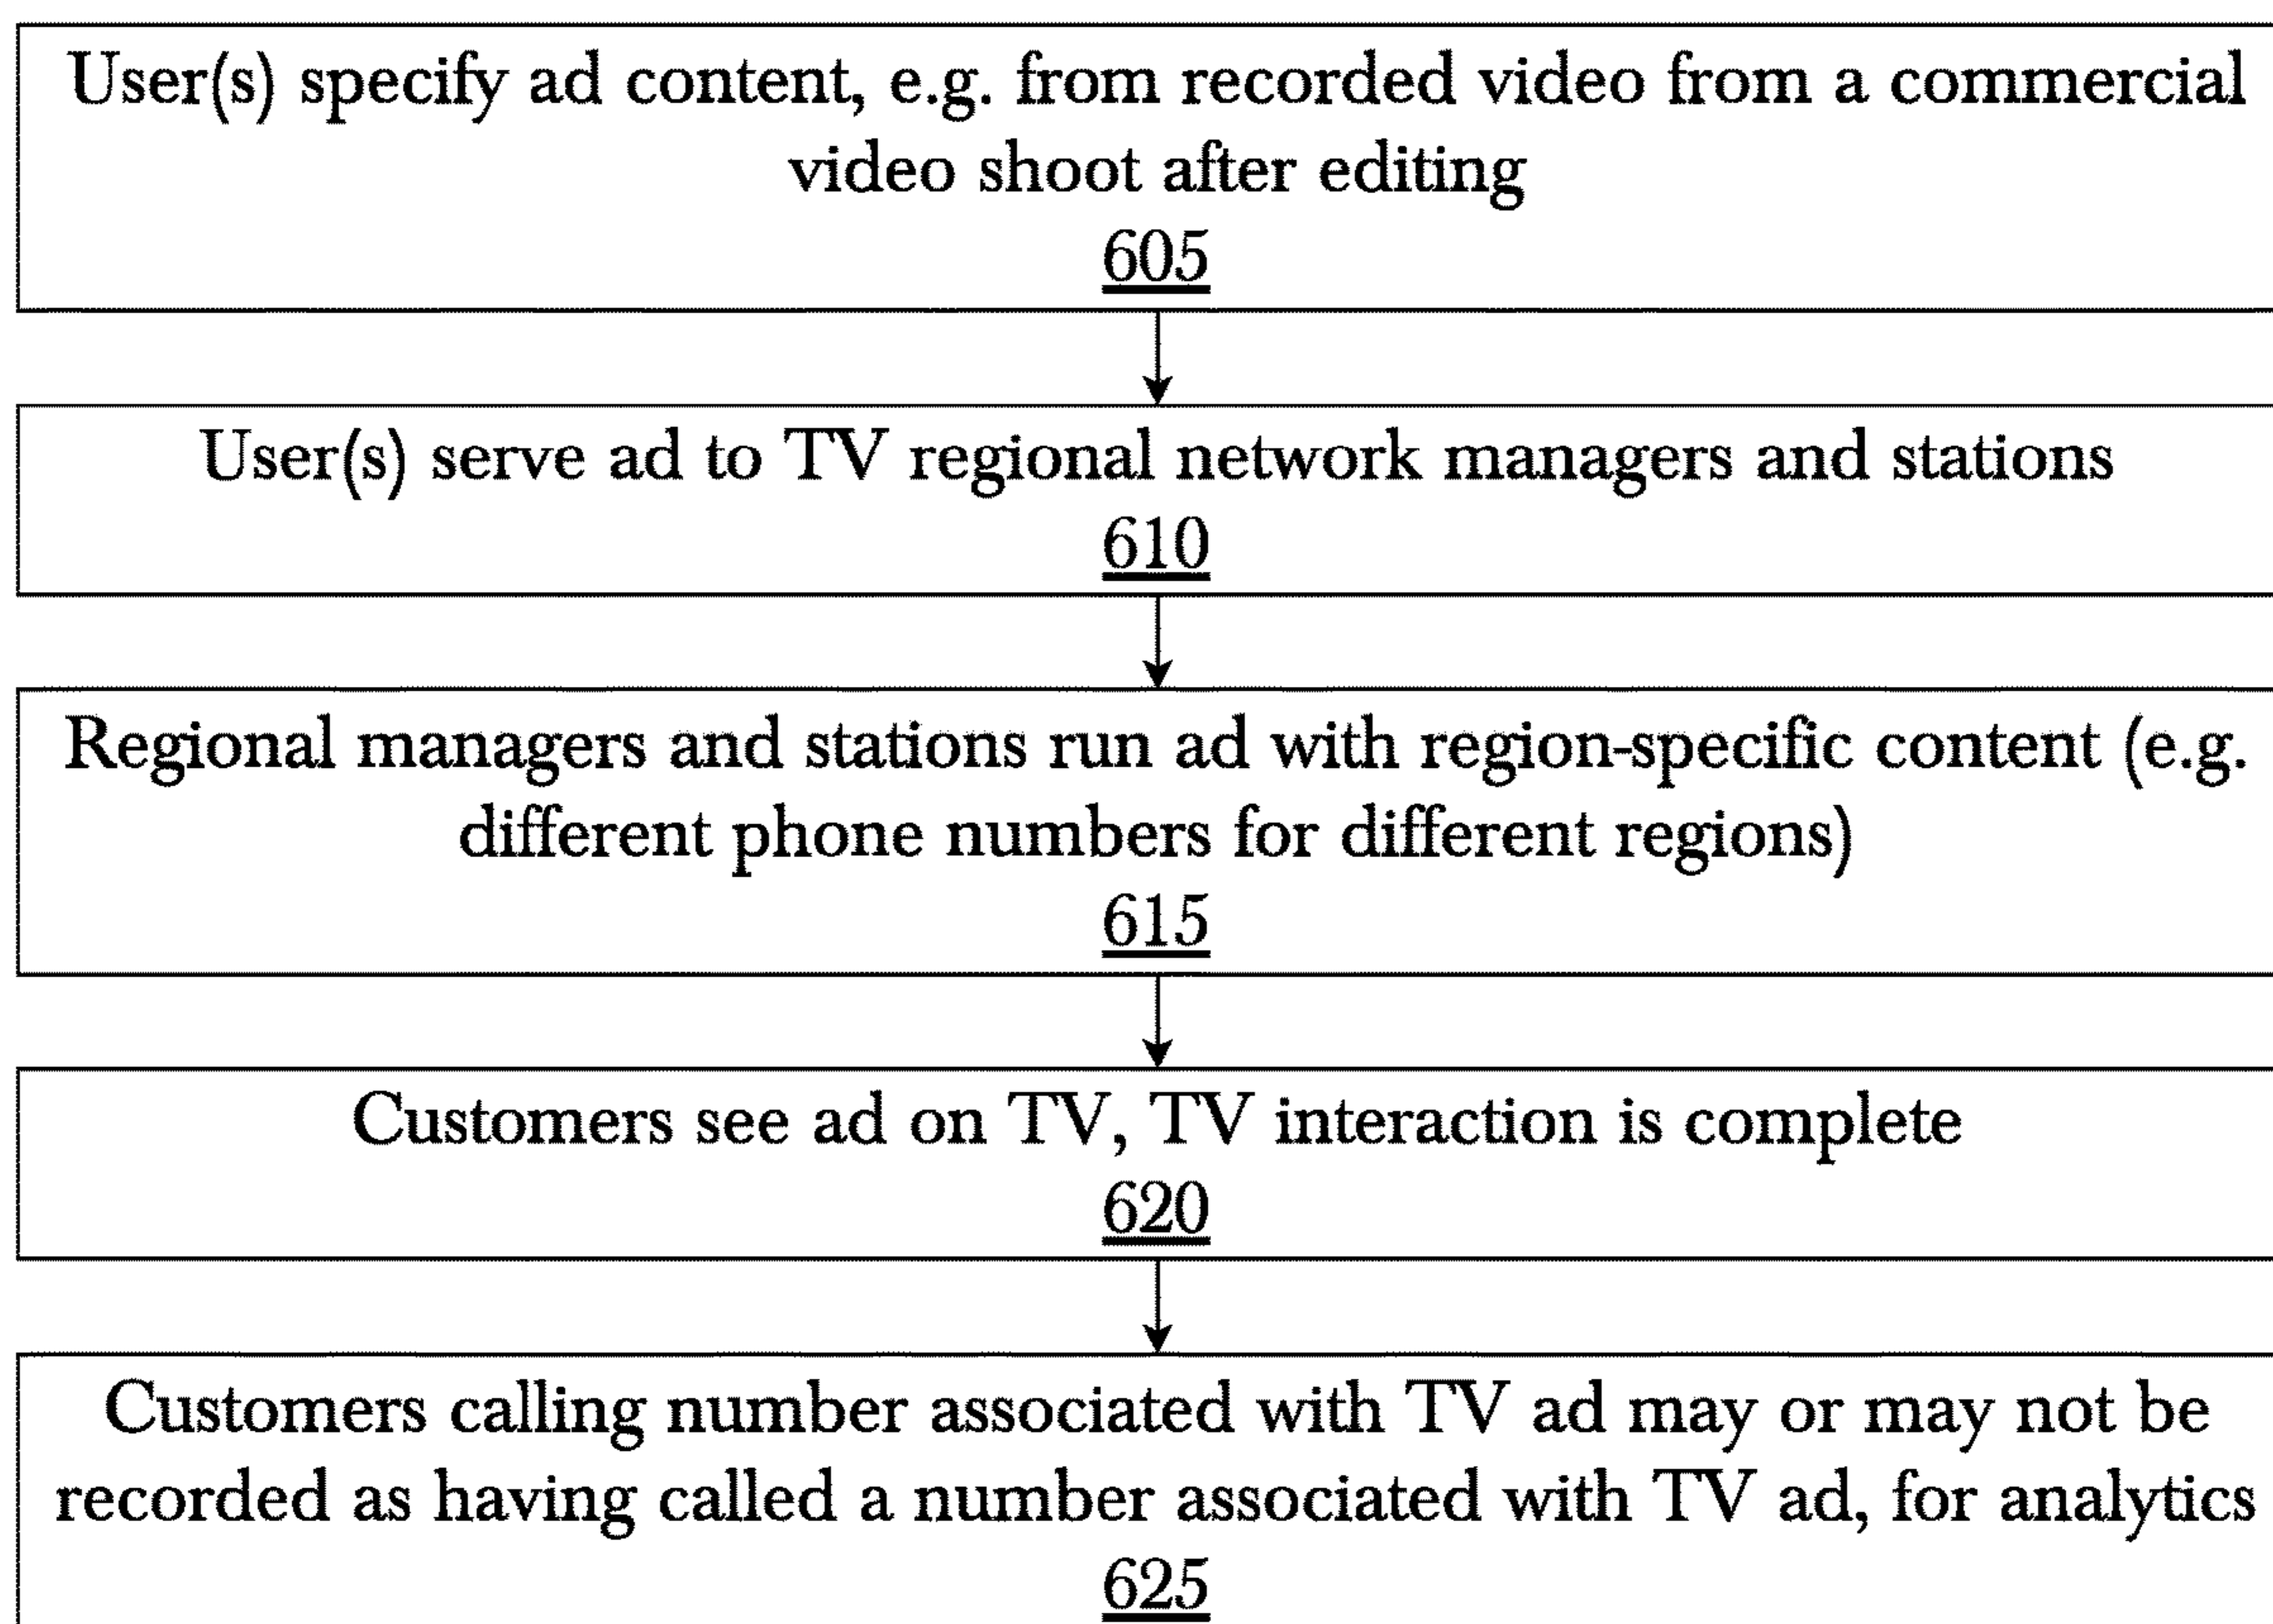 User(s) specify ad content, e.g. from recorded video from a commercial
video shoot after editing
605
User(s) serve ad to TV regional network managers and stations
610
Regional managers and stations run ad with region-specific content (e.g.
different phone numbers for different regions)
615
Customers see ad on TV, TV interaction is complete
620
Customers calling number associated with TV ad may or may not be
recorded as having called a number associated with TV ad, for analytics
625